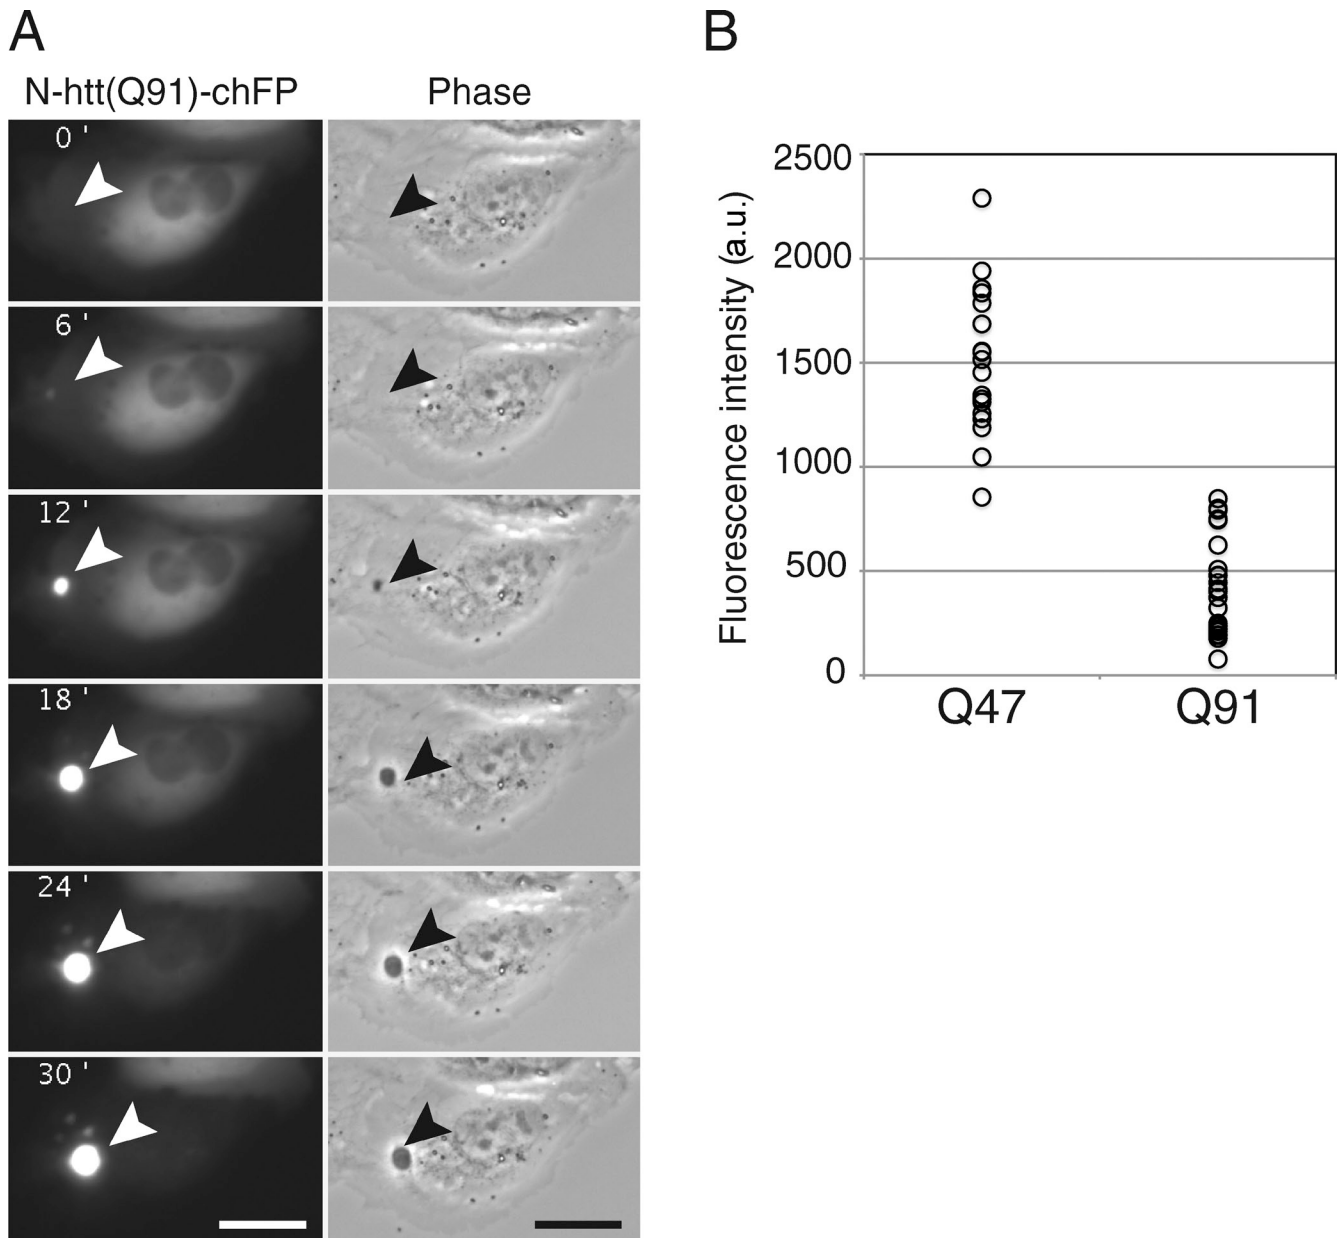 A
N-htt(Q91)-chFP
Phase
0 '
6 '
12 '
18 '
24 '
30 '
B
Fluorescence intensity (a.u.)
2500
2000
1500
1000
500
0
Q47
Q91